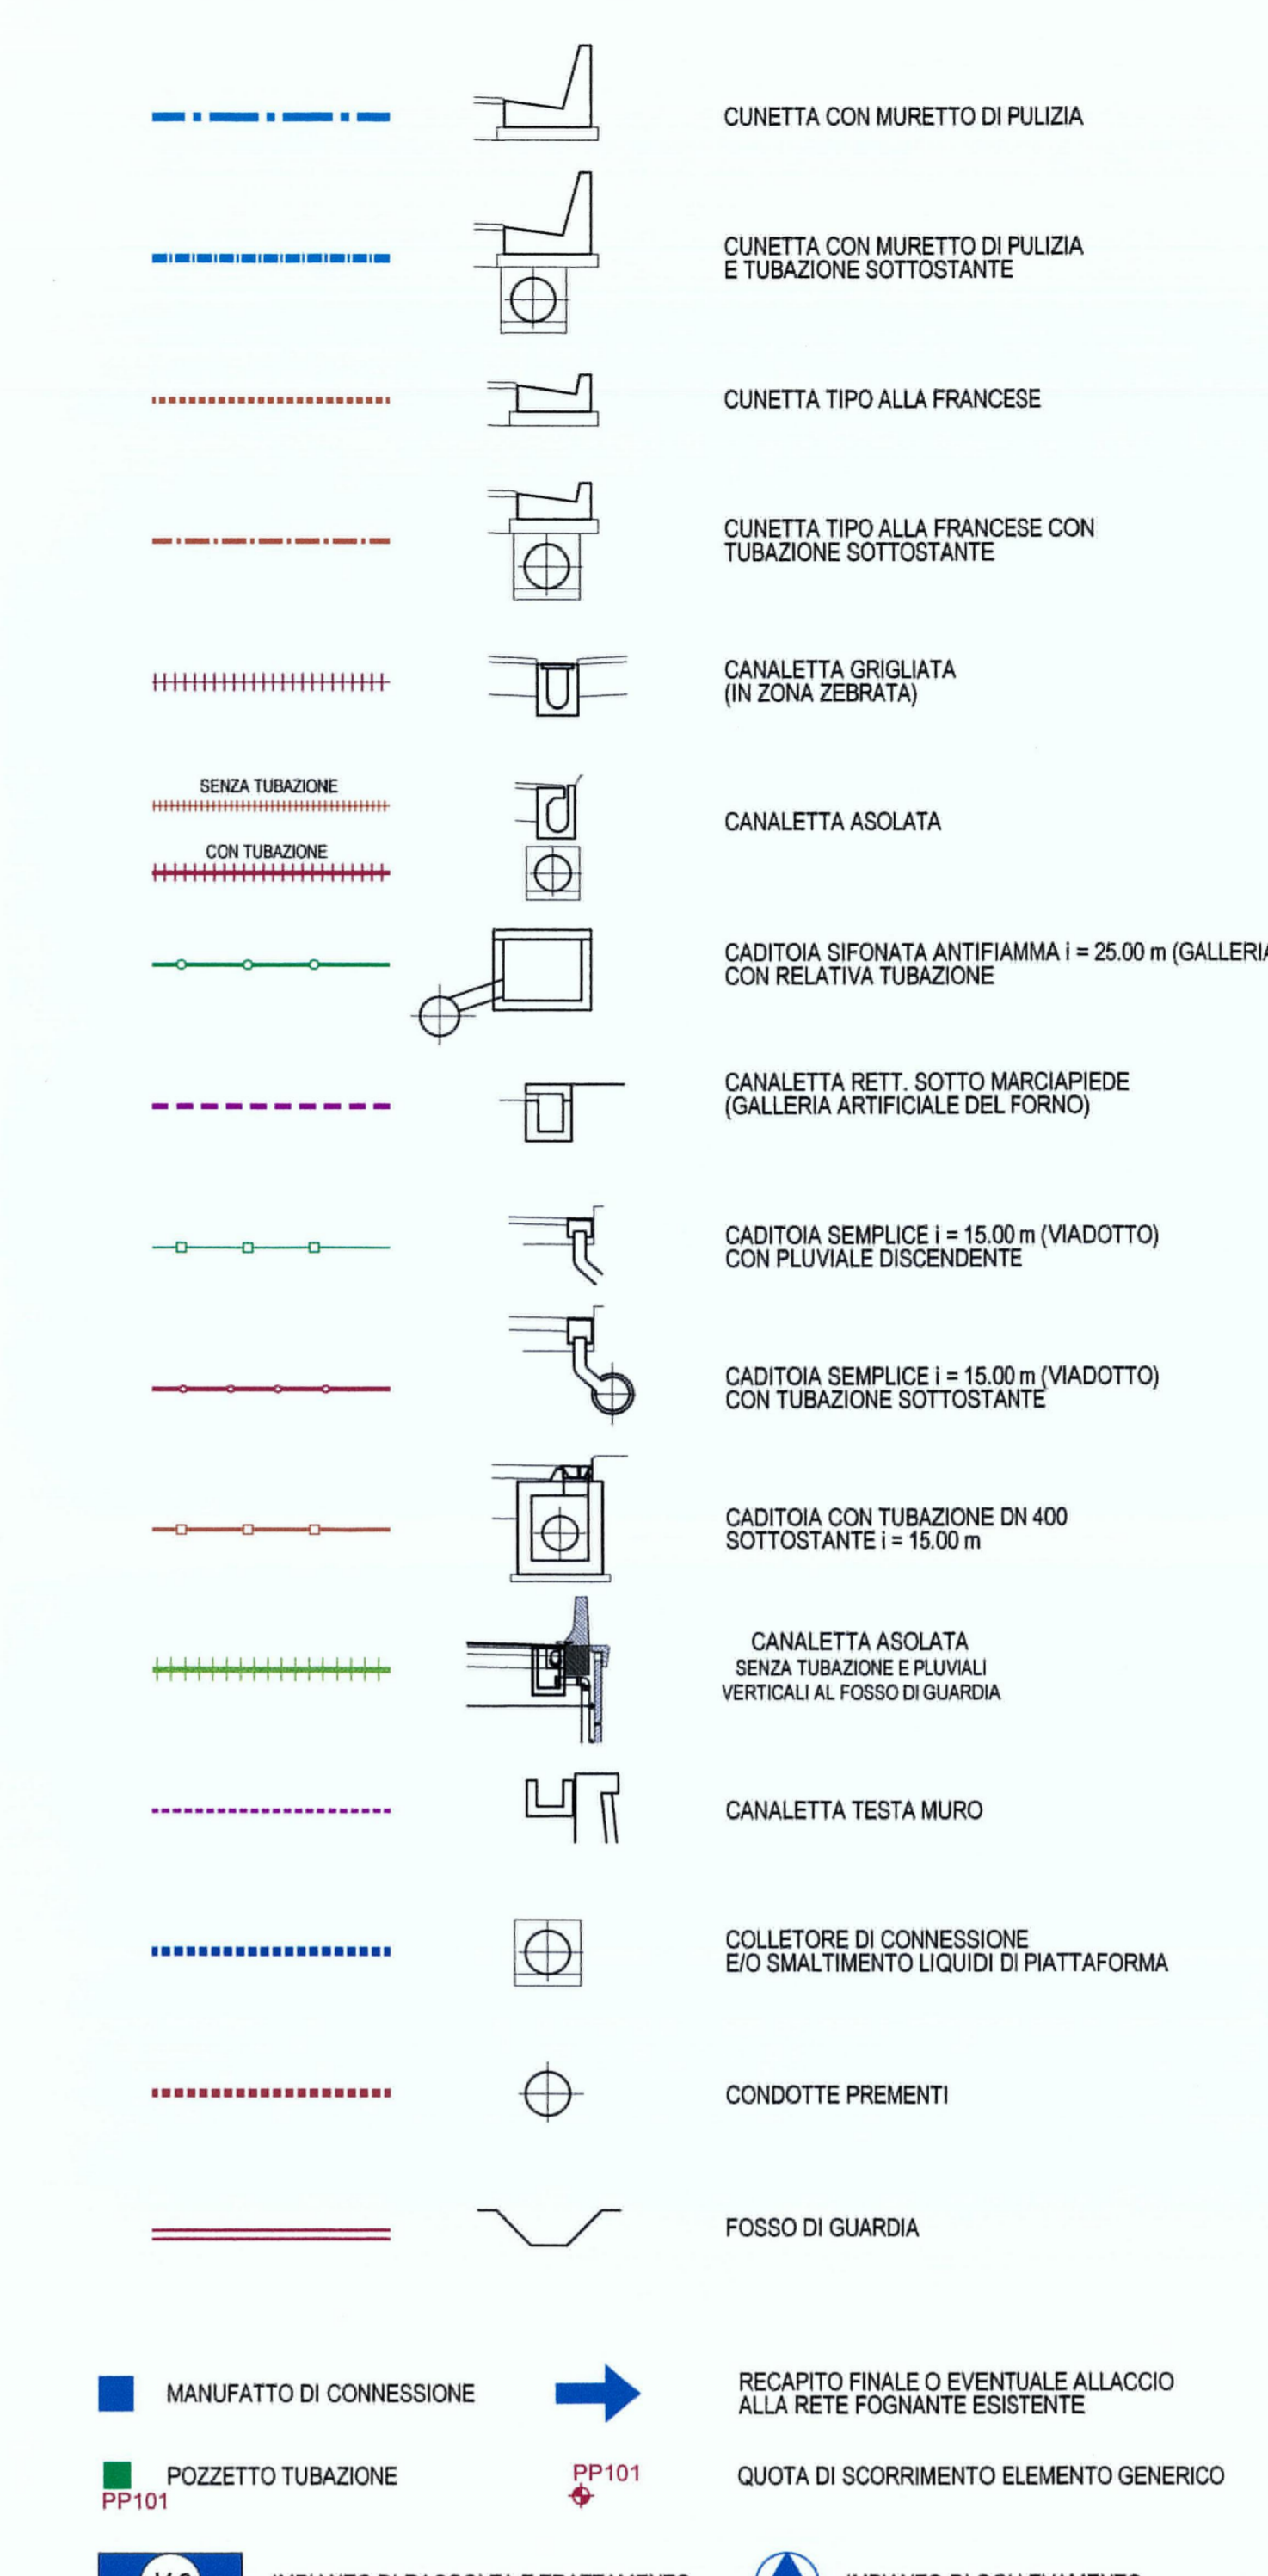 CUNETTA CON MURETTO DI PULIZIA
CUNETTA CON MURETTO DI PULIZIA
E TUBAZIONE SOTTOSTANTE
CUNETTA TIPO ALLA FRANCESE
CUNETTA TIPO ALLA FRANCESE CON
TUBAZIONE SOTTOSTANTE
CANALETTA GRIGLIATA
(IN ZONA ZEBRATA)
SENZA TUBAZIONE
CON TUBAZIONE
CANALETTA ASOLATA
CADITOIA SIFONATA ANTIFIAMMA i = 25.00 m (GALLERIA
CON RELATIVA TUBAZIONE
CANALETTA RETT. SOTTO MARCIAPIEDE
(GALLERIA ARTIFICIALE DEL FORNO)
CADITOIA SEMPLICE i = 15.00 m (VIADOTTO)
CON PLUVIALE DISCENDENTE
CADITOIA SEMPLICE i = 15.00 m (VIADOTTO)
CON TUBAZIONE SOTTOSTANTE
CADITOIA CON TUBAZIONE DN 400
SOTTOSTANTE i = 15.00 m
CANALETTA ASOLATA
SENZA TUBAZIONE E PLUVIALI
VERTICALI AL FOSSO DI GUARDIA
CANALETTA TESTA MURO
COLLETORE DI CONNESSIONE
E/O SMALTIMENTO LIQUIDI DI PIATTAFORMA
CONDOTTE PREMENTI
FOSSO DI GUARDIA
MANUFATTO DI CONNESSIONE
RECAPITO FINALE O EVENTUALE ALLACCIO
ALLA RETE FOGNANTE ESISTENTE
POZZETTO TUBAZIONE
PP101
PP101
QUOTA DI SCORRIMENTO ELEMENTO GENERICO